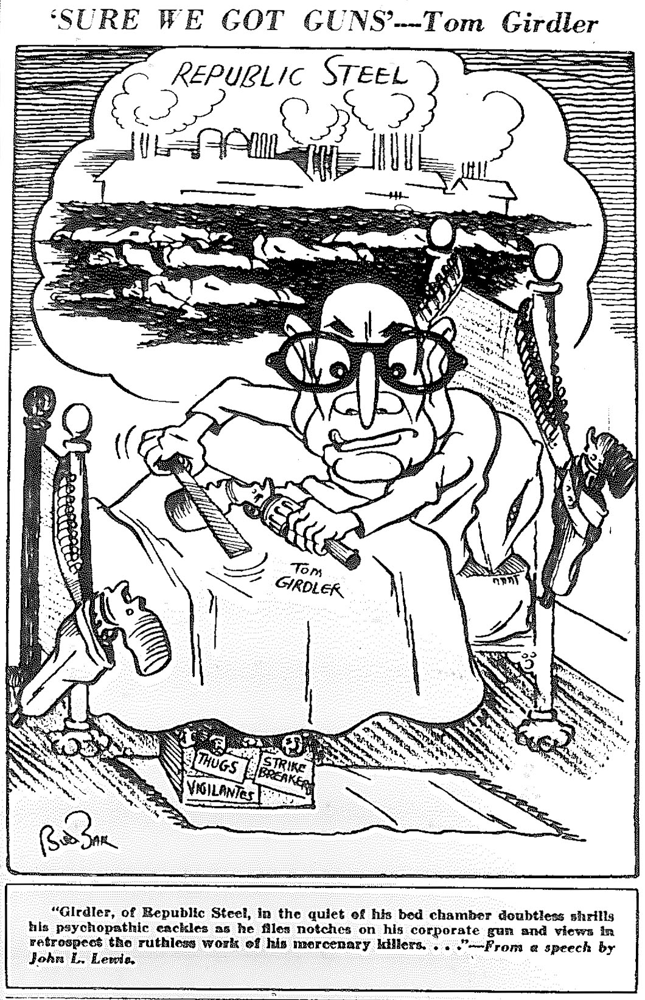 'SURE WE GOT GUNS'—Tom Girdler
REPUBLIC STEEL
TOM
GIRDLER
THUGS
STRIKE
BREAKERS
VIGILANTES
"Girdler, of Republic Steel, in the quiet of his bed chamber doubtless shrills
his psychopathic cackles as he files notches on his corporate gun and views in
retrospect the ruthless work of his mercenary killers. . . ."—From a speech by
John L. Lewis.